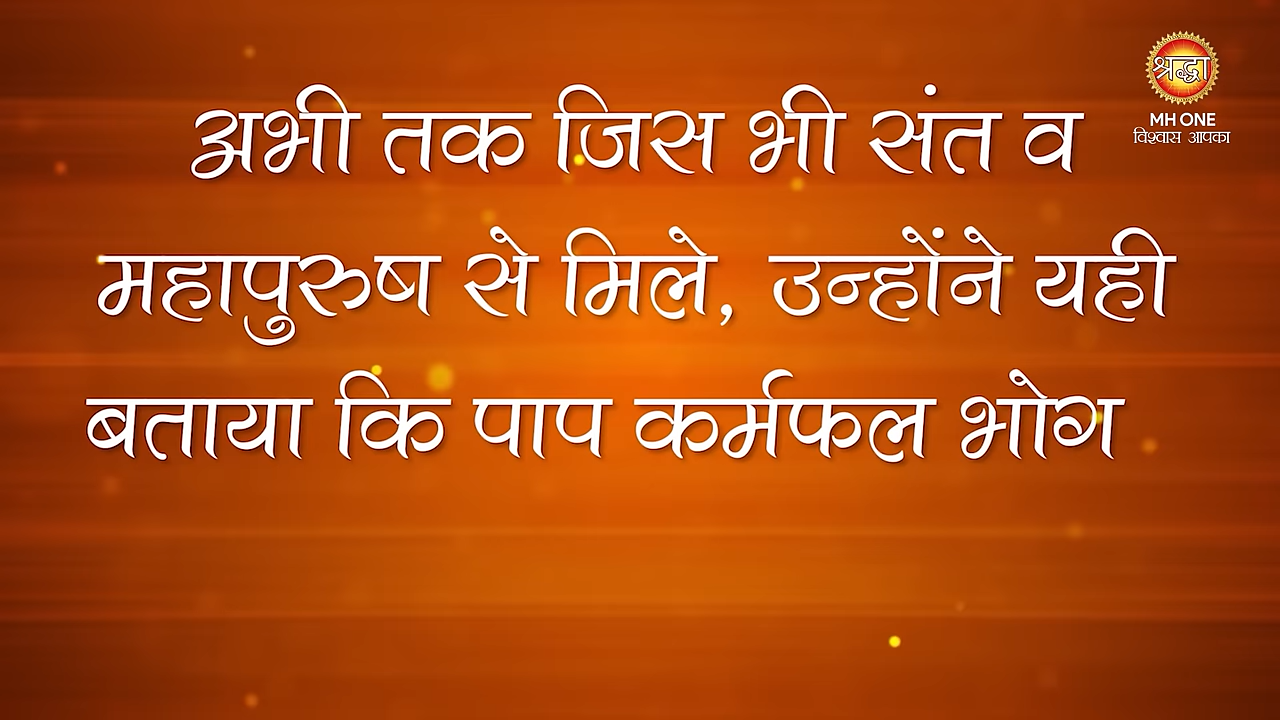 श्रद्धा
MH ONE
विश्वास आपका
अभी तक जिस भी संत व
महापुरुष से मिले, उन्होंने यही
बताया कि पाप कर्मफल भोग